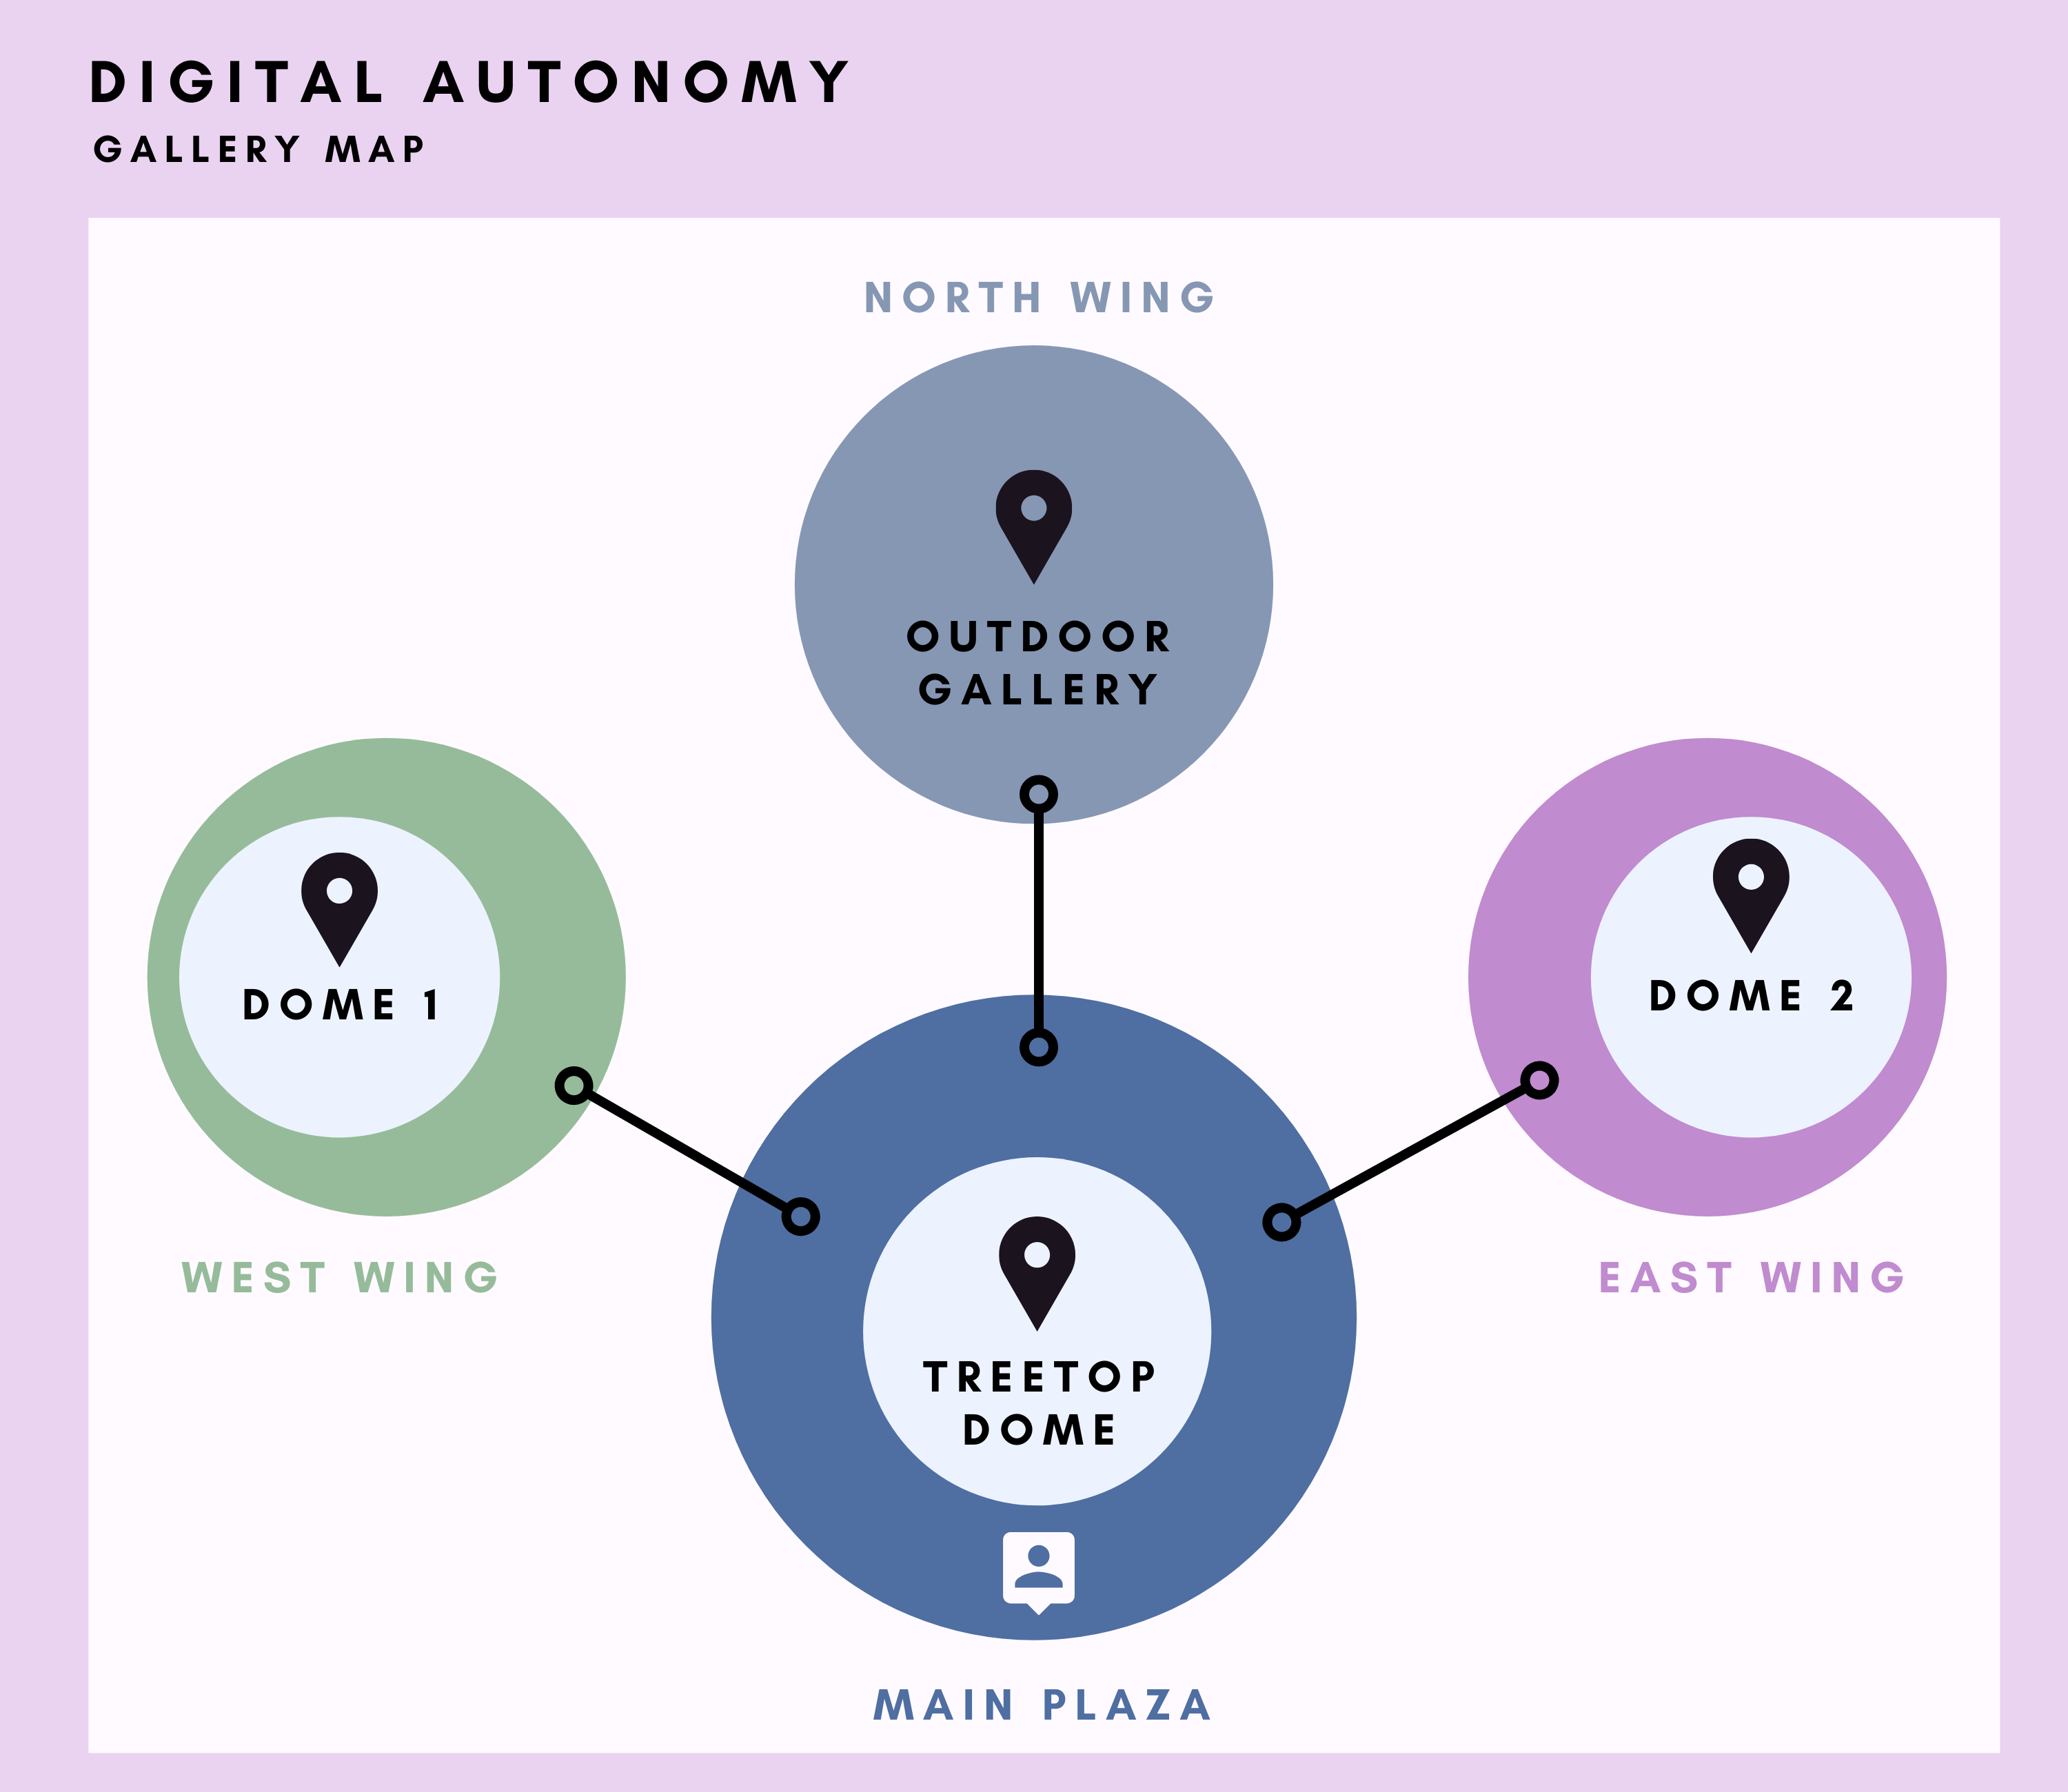 DIGITAL AUTONOMY
GALLERY MAP
NORTH WING
OUTDOOR
GALLERY
DOME 1
DOME 2
WEST WING
EAST WING
TREETOP
DOME
MAIN PLAZA